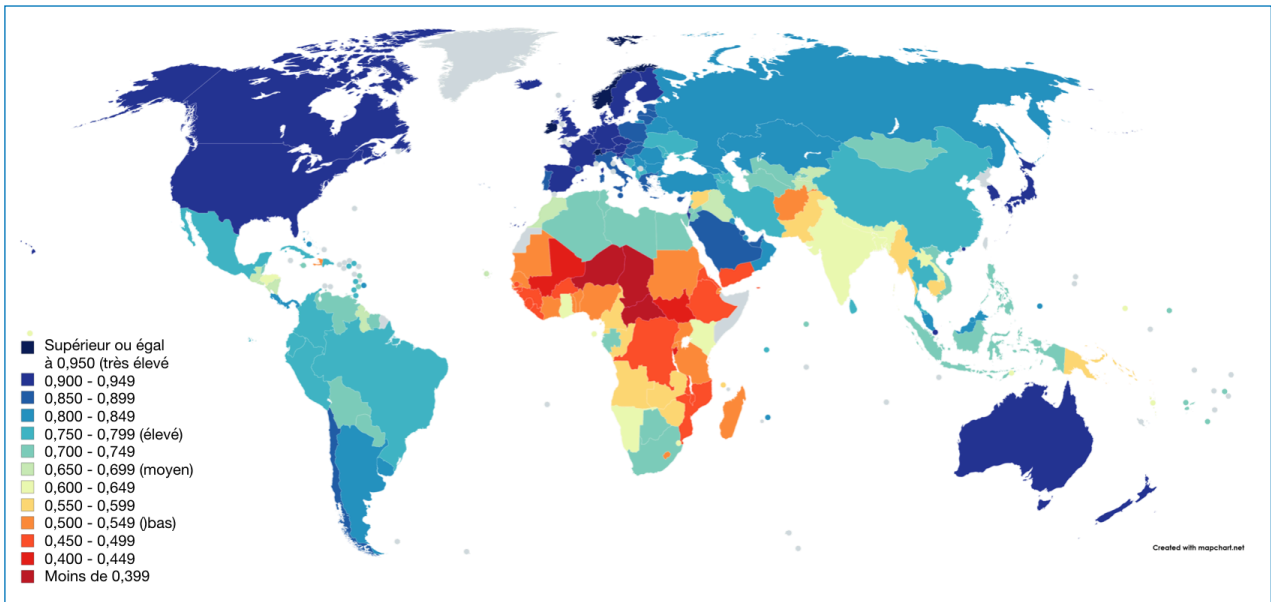 Supérieur ou égal
à 0,950 (très élevé
0,900 - 0,949
0,850 - 0,899
0,800 - 0,849
0,750 - 0,799 (élevé)
0,700 - 0,749
0,650 - 0,699 (moyen)
0,600 - 0,649
0,550 - 0,599
0,500 - 0,549 ()bas)
0,450 - 0,499
0,400 - 0,449
Moins de 0,399
Created with mapchart.net